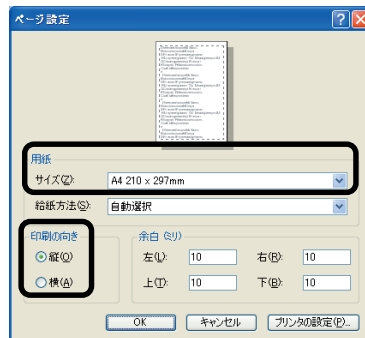 ページ設定
用紙
サイズ(Z): A4 210 x 297mm
給紙方法(S): 自動選択
印刷の向き
縦(O)
横(A)
余白 (ミリ)
左(L): 10 右(R): 10
上(T): 10 下(B): 10
OK キャンセル プリンタの設定(P)...